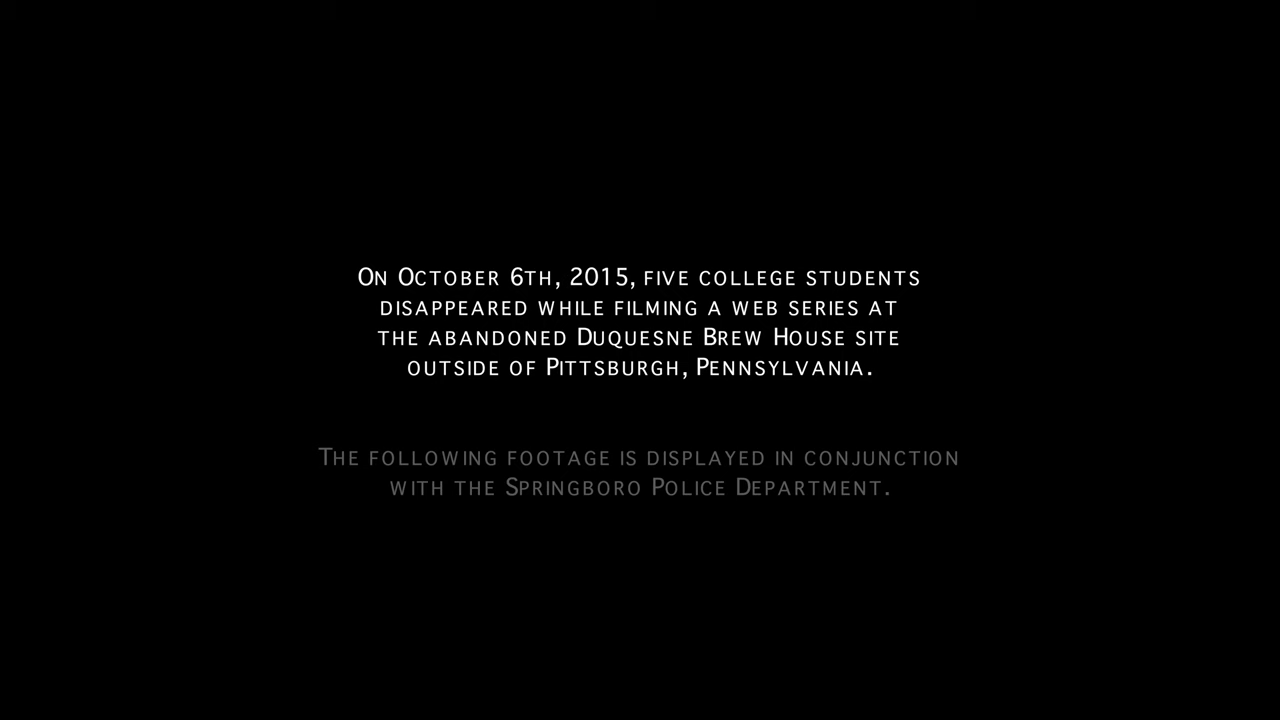 On October 6th, 2015, five college students
disappeared while filming a web series at
the abandoned Duquesne Brew House site
outside of Pittsburgh, Pennsylvania.
The following footage is displayed in conjunction
with the Springboro Police Department.